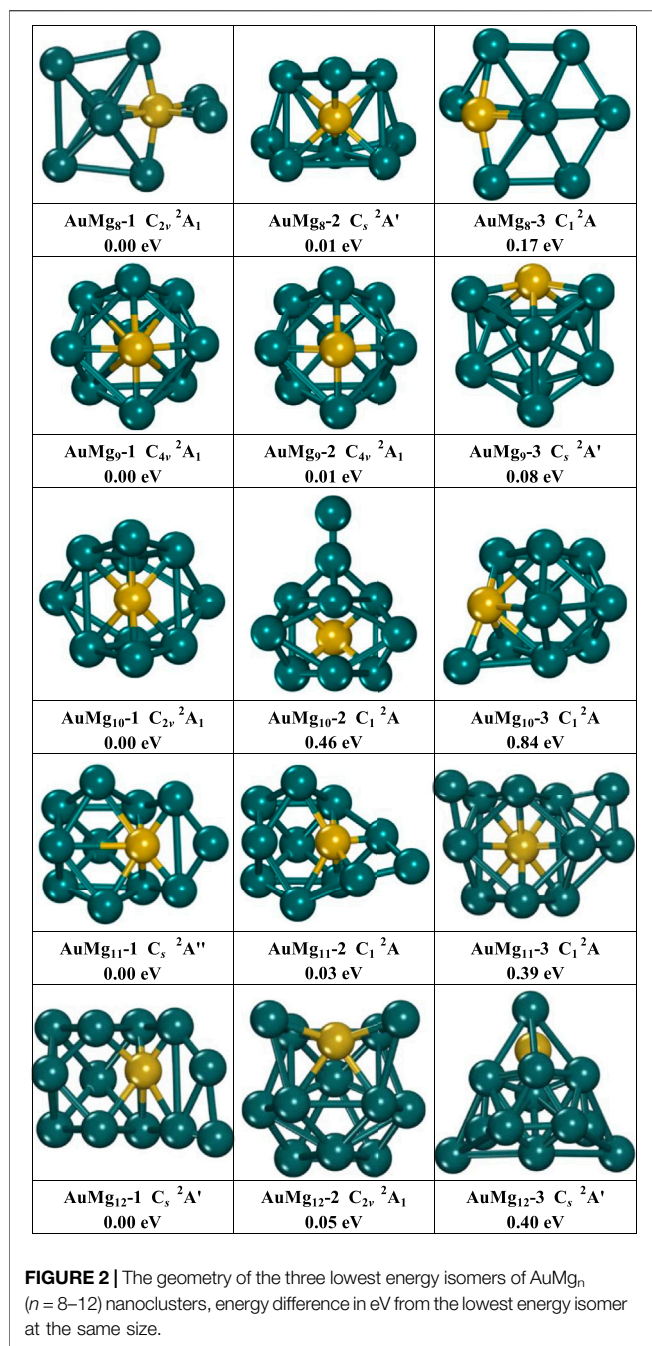 AuMg₈-1 C₂ᵥ ²A₁
0.00 eV
AuMg₈-2 Cₛ ²A'
0.01 eV
AuMg₈-3 C₁ ²A
0.17 eV
AuMg₉-1 C₄ᵥ ²A₁
0.00 eV
AuMg₉-2 C₄ᵥ ²A₁
0.01 eV
AuMg₉-3 Cₛ ²A'
0.08 eV
AuMg₁₀-1 C₂ᵥ ²A₁
0.00 eV
AuMg₁₀-2 C₁ ²A
0.46 eV
AuMg₁₀-3 C₁ ²A
0.84 eV
AuMg₁₁-1 Cₛ ²A"
0.00 eV
AuMg₁₁-2 C₁ ²A
0.03 eV
AuMg₁₁-3 C₁ ²A
0.39 eV
AuMg₁₂-1 Cₛ ²A'
0.00 eV
AuMg₁₂-2 C₂ᵥ ²A₁
0.05 eV
AuMg₁₂-3 Cₛ ²A'
0.40 eV
FIGURE 2 | The geometry of the three lowest energy isomers of AuMgₙ
(n = 8–12) nanoclusters, energy difference in eV from the lowest energy isomer
at the same size.